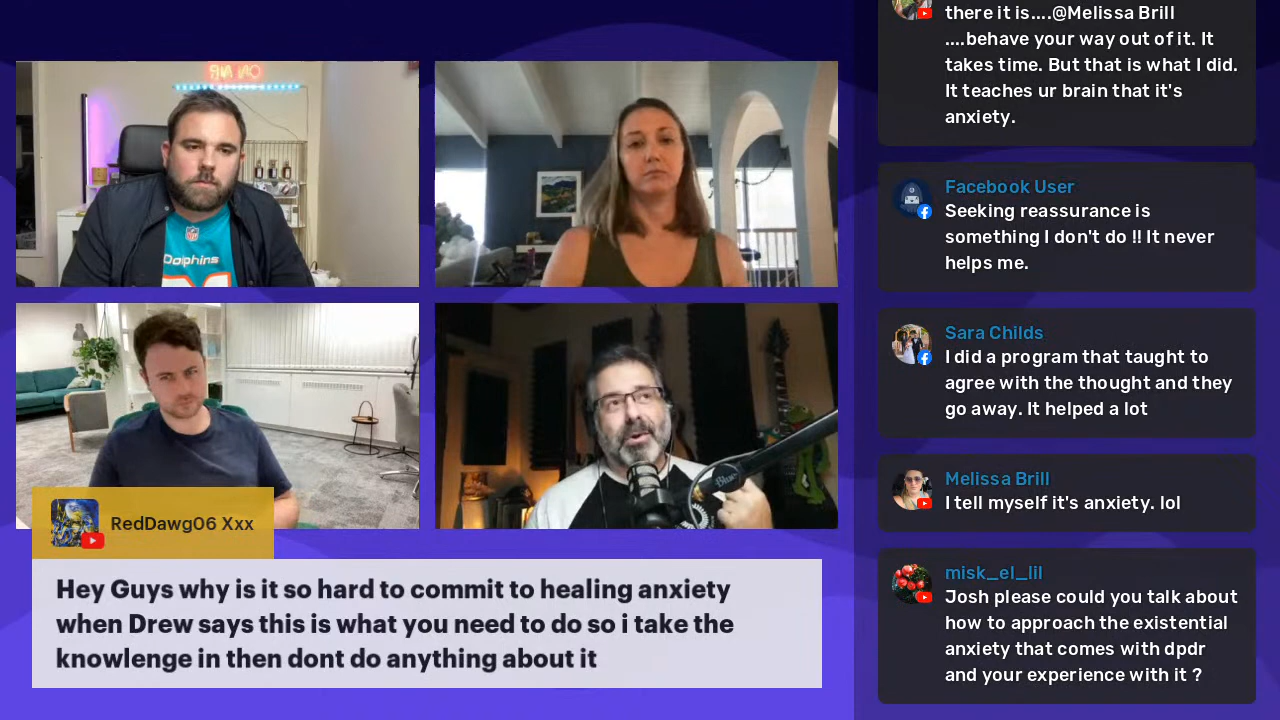 ON AIR
Dolphins
Blue
RedDawg06 Xxx
Hey Guys why is it so hard to commit to healing anxiety
when Drew says this is what you need to do so i take the
knowlenge in then dont do anything about it
there it is....@Melissa Brill
....behave your way out of it. It
takes time. But that is what I did.
It teaches ur brain that it's
anxiety.
Facebook User
Seeking reassurance is
something I don't do !! It never
helps me.
Sara Childs
I did a program that taught to
agree with the thought and they
go away. It helped a lot
Melissa Brill
I tell myself it's anxiety. lol
misk_el_lil
Josh please could you talk about
how to approach the existential
anxiety that comes with dpdr
and your experience with it ?